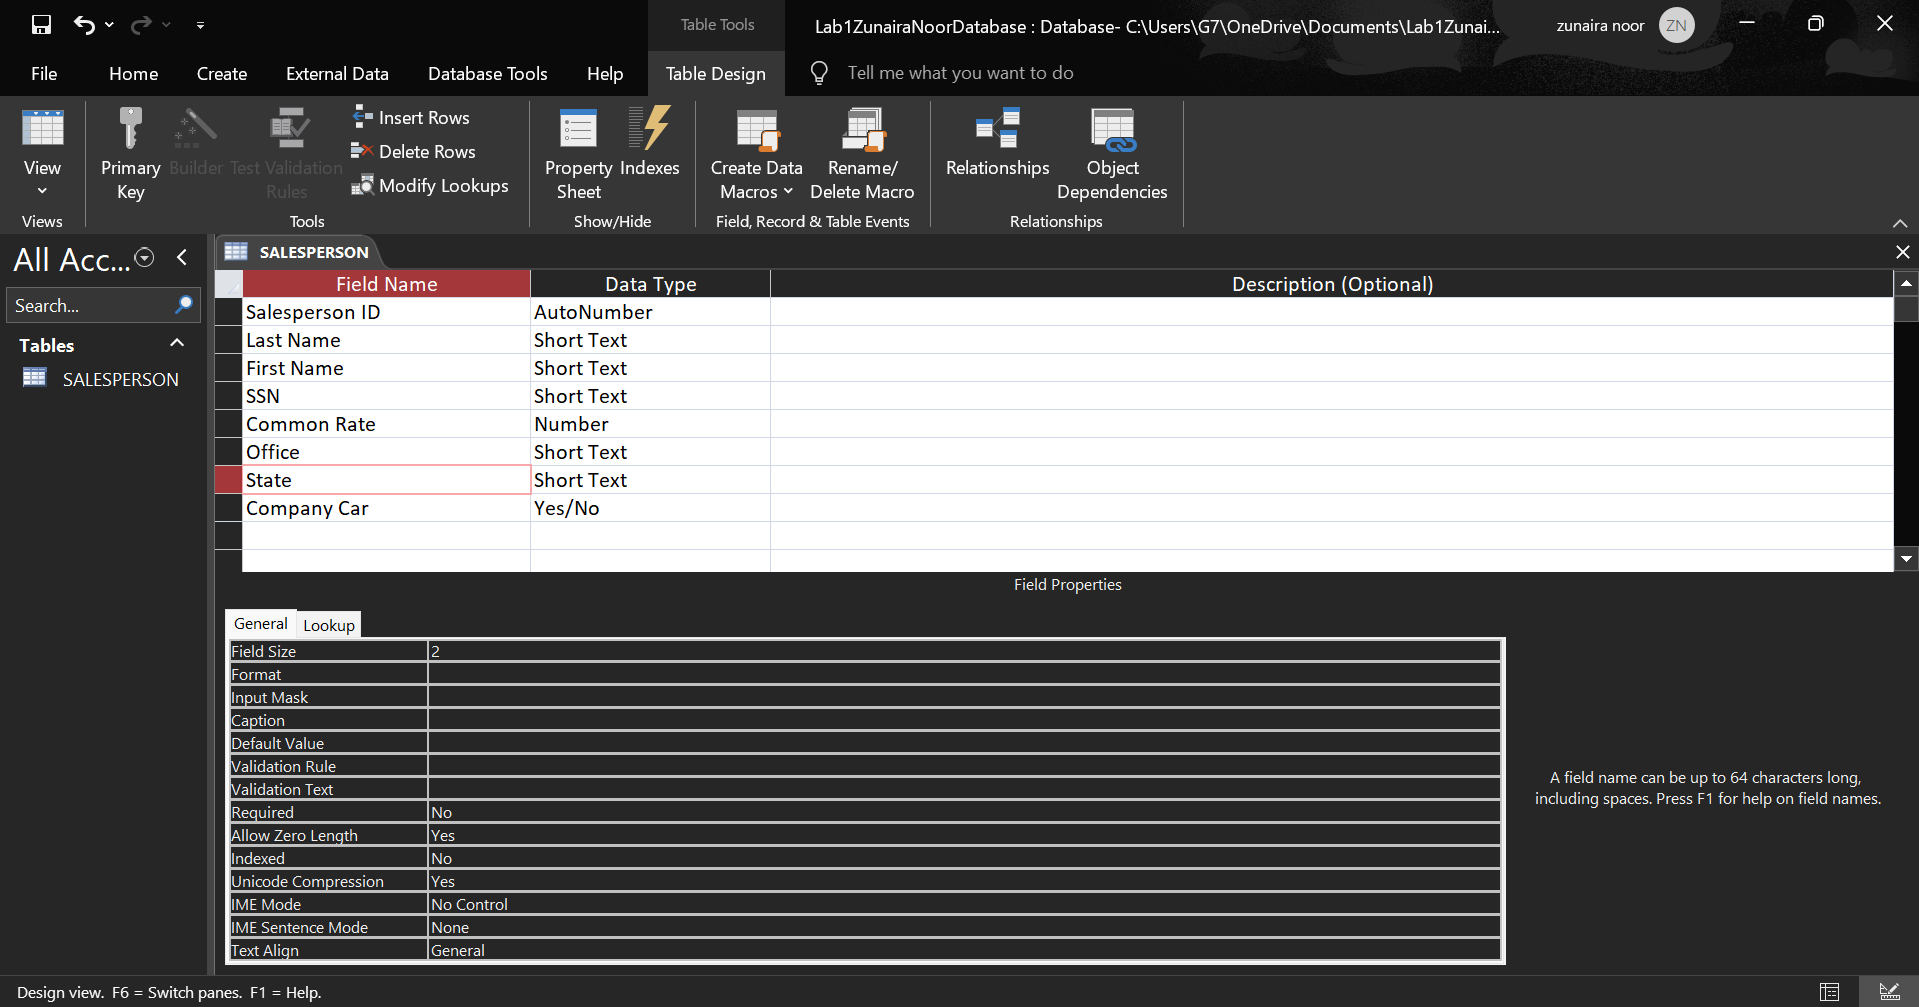 Table Tools
Lab1ZunairaNoorDatabase : Database- C:\Users\G7\OneDrive\Documents\Lab1Zunai...
zunaira noor
ZN
File
Home
Create
External Data
Database Tools
Help
Table Design
Tell me what you want to do
View
Primary Key
Builder
Test Validation Rules
Insert Rows
Delete Rows
Modify Lookups
Property Sheet
Indexes
Create Data Macros
Rename/ Delete Macro
Relationships
Object Dependencies
Views
Tools
Show/Hide
Field, Record & Table Events
Relationships
All Acc...
Search...
Tables
SALESPERSON
SALESPERSON
Field Name Data Type Description (Optional)
Salesperson ID AutoNumber
Last Name Short Text
First Name Short Text
SSN Short Text
Common Rate Number
Office Short Text
State Short Text
Company Car Yes/No
Field Properties
General Lookup
Field Size 2
Format
Input Mask
Caption
Default Value
Validation Rule
Validation Text
Required No
Allow Zero Length Yes
Indexed No
Unicode Compression Yes
IME Mode No Control
IME Sentence Mode None
Text Align General
A field name can be up to 64 characters long,
including spaces. Press F1 for help on field names.
Design view. F6 = Switch panes. F1 = Help.